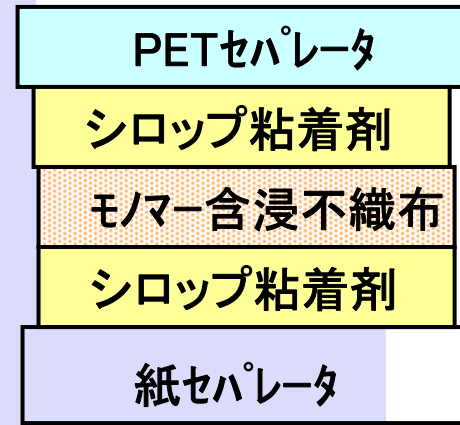 PETセパレータ
シロップ粘着剤
モノマー含浸不織布
シロップ粘着剤
紙セパレータ